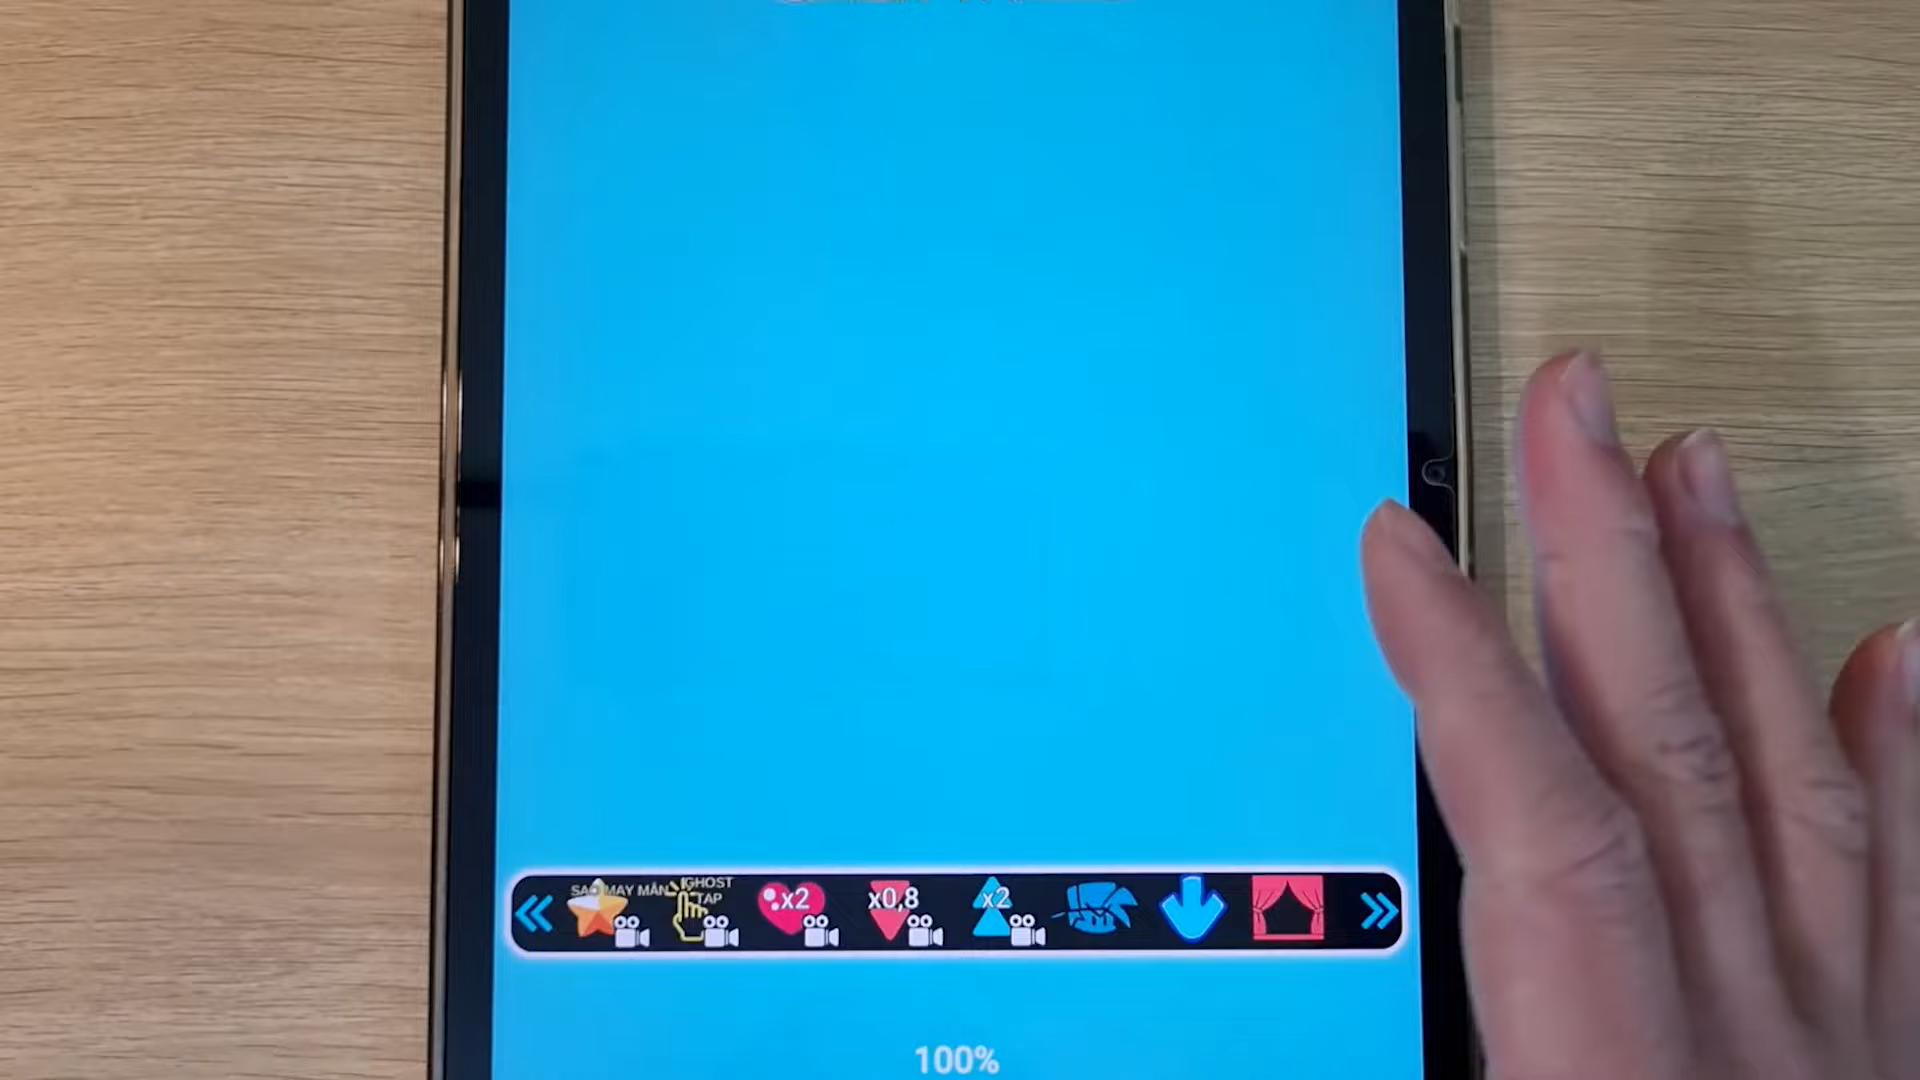 SAO MAY MẮN
GHOST
TAP
x2
x0,8
x2
100%